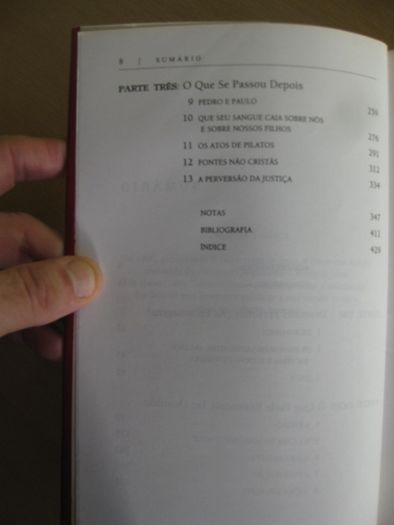 8 | SUMÁRIO
PARTE TRÊS: O Que Se Passou Depois
9 PEDRO E PAULO 256
10 QUE SEU SANGUE CAIA SOBRE NÓS
E SOBRE NOSSOS FILHOS 276
11 OS ATOS DE PILATOS 291
12 FONTES NÃO CRISTÃS 312
13 A PERVERSÃO DA JUSTIÇA 334
NOTAS 347
BIBLIOGRAFIA 411
ÍNDICE 429